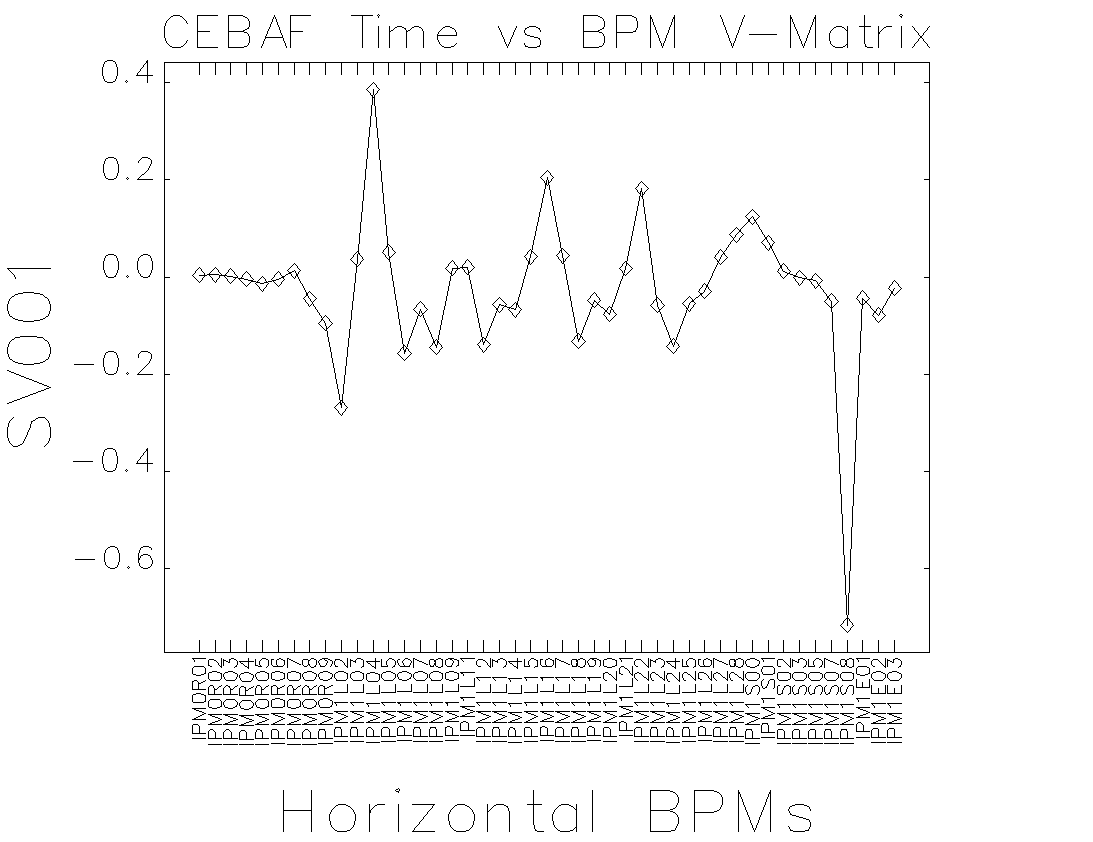 CEBAF Time vs BPM V-Matrix
0.4
0.2
0.0
-0.2
-0.4
-0.6
SV001
IPM0R01
IPM0R02
IPM0R03
IPM0R04
IPM0R05
IPM0R06
IPM0R07
IPM0R08
IPM0R09
IPM1L02
IPM1L03
IPM1L04
IPM1L05
IPM1L06
IPM1L07
IPM1L08
IPM1L09
IPM1L11
IPM1L12
IPM1L13
IPM1L14
IPM1L15
IPM1L16
IPM1L17
IPM1L18
IPM1L19
IPM1L20
IPM1L21
IPM1L22
IPM1L23
IPM1L24
IPM1L25
IPM1L26
IPM1L27
IPM1L28
IPM1S00
IPM1S01
IPM1S02
IPM1S03
IPM1S05
IPM1S07
IPM1S08
IPM1E01
IPM1E02
IPM1E03
Horizontal BPMs